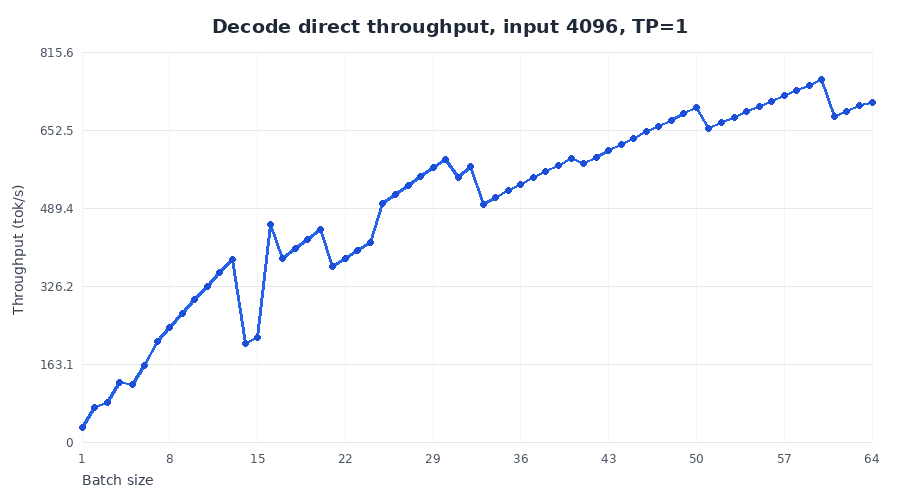 Decode direct throughput, input 4096, TP=1
815.6
652.5
489.4
326.2
163.1
0
Throughput (tok/s)
1 8 15 22 29 36 43 50 57 64
Batch size